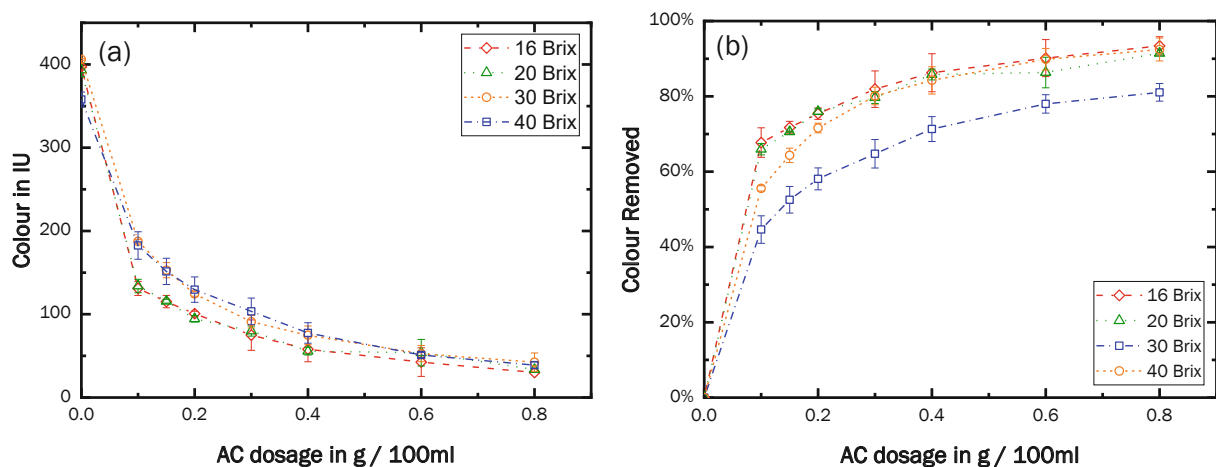 (a)
16 Brix
20 Brix
30 Brix
40 Brix
400
300
200
100
0
0.0 0.2 0.4 0.6 0.8
Colour in IU
AC dosage in g / 100ml
(b)
100%
80%
60%
40%
20%
0%
0.0 0.2 0.4 0.6 0.8
Colour Removed
AC dosage in g / 100ml
16 Brix
20 Brix
30 Brix
40 Brix